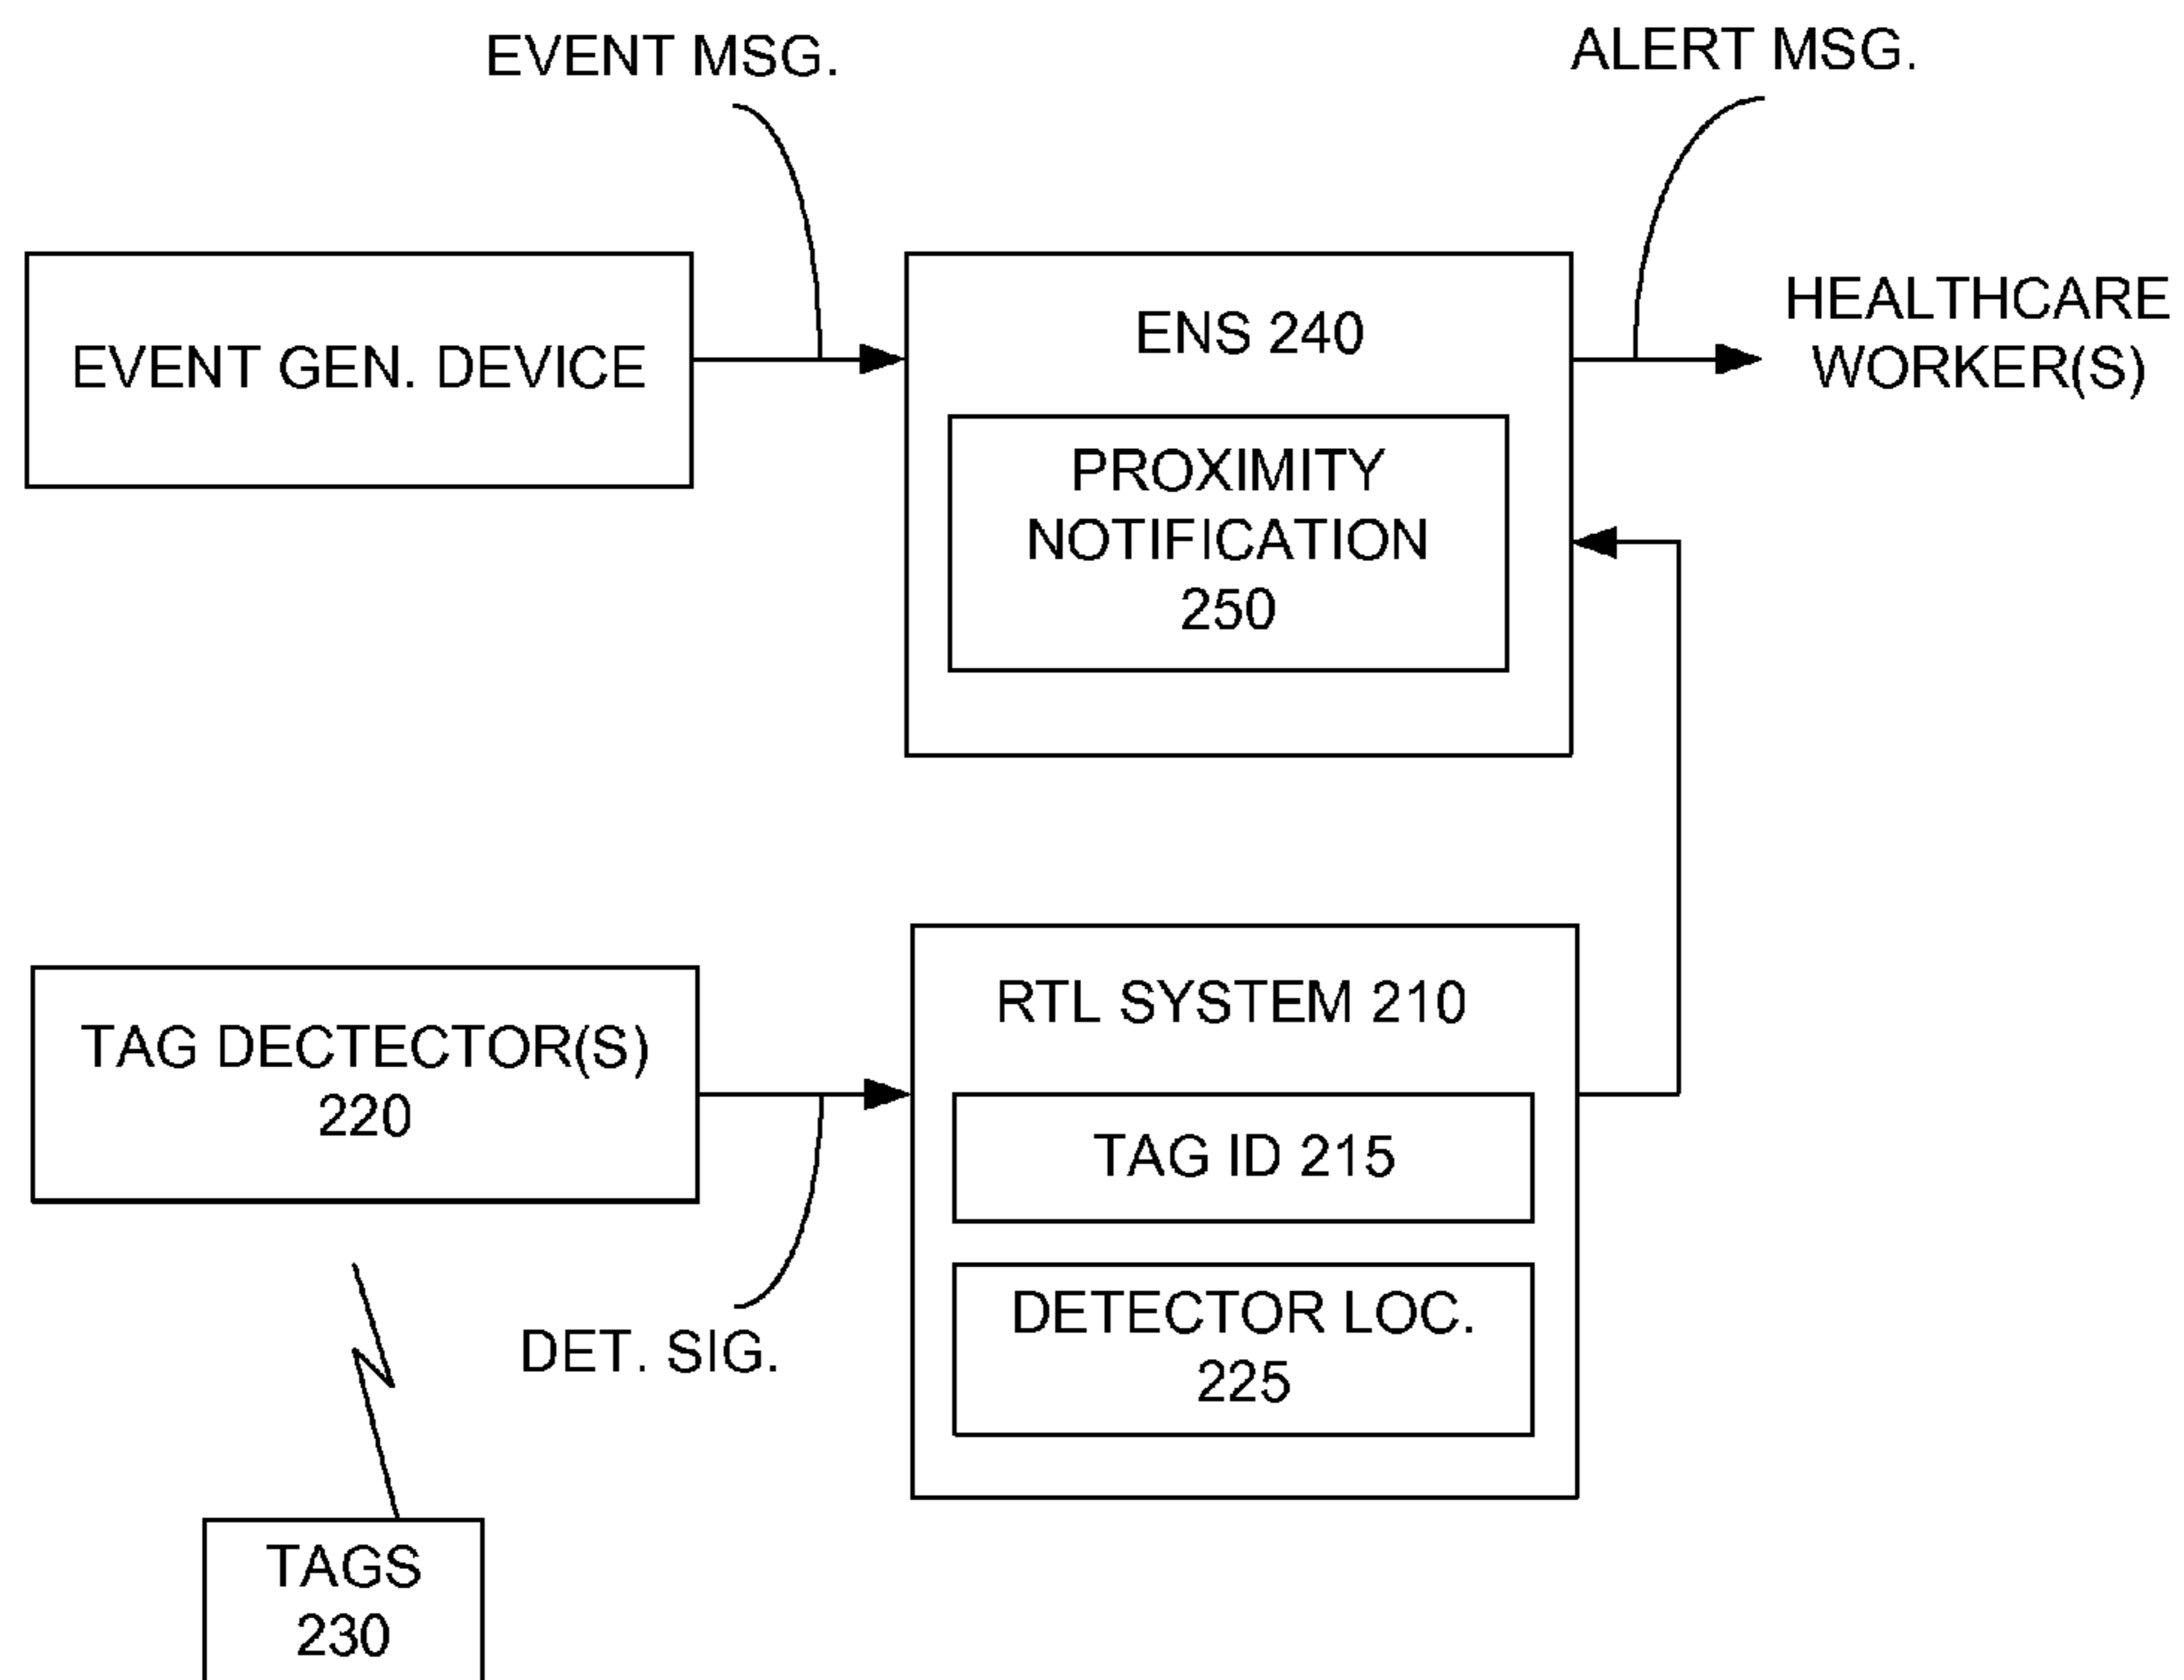 EVENT MSG.
ALERT MSG.
EVENT GEN. DEVICE
ENS 240
PROXIMITY
NOTIFICATION
250
HEALTHCARE
WORKER(S)
TAG DECTECTOR(S)
220
DET. SIG.
RTL SYSTEM 210
TAG ID 215
DETECTOR LOC.
225
TAGS
230